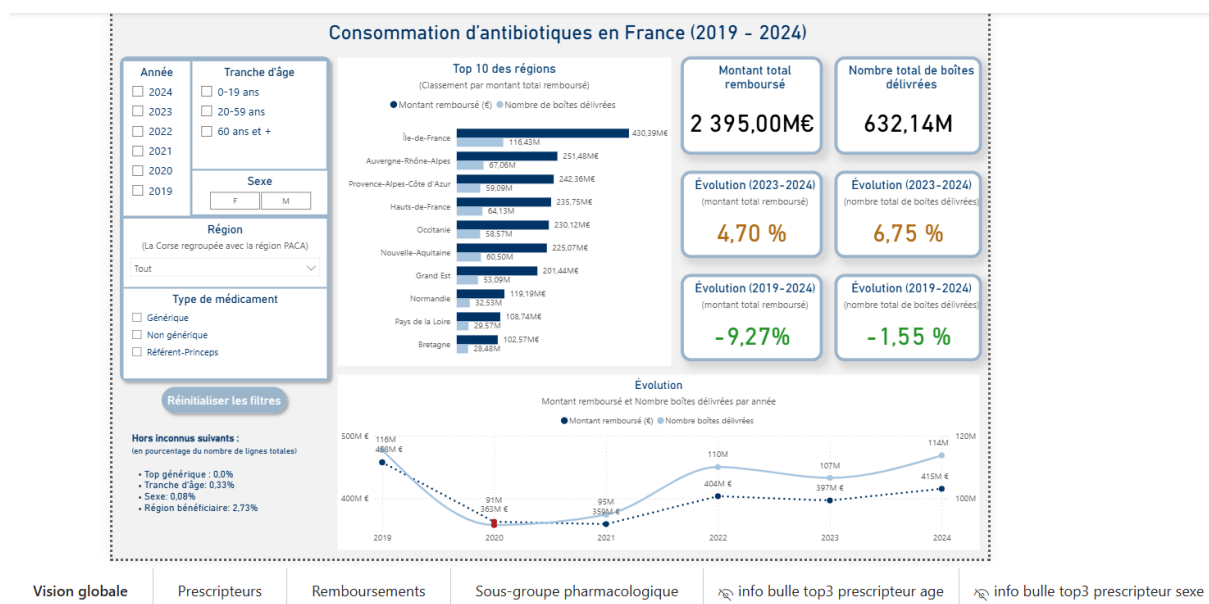 Consommation d'antibiotiques en France (2019 - 2024)
Année
2024
2023
2022
2021
2020
2019
Tranche d'âge
0-19 ans
20-59 ans
60 ans et +
Sexe
F M
Région
(La Corse regroupée avec la région PACA)
Tout
Type de médicament
Générique
Non générique
Référent-Princeps
Réinitialiser les filtres
Hors inconnus suivants :
(en pourcentage du nombre de lignes totales)
• Top générique : 0,0%
• Tranche d'âge: 0,33%
• Sexe: 0,08%
• Région bénéficiaire: 2,73%
Top 10 des régions
(Classement par montant total remboursé)
Montant remboursé (€) Nombre de boîtes délivrées
Île-de-France 430,39M€
116,43M
Auvergne-Rhône-Alpes 251,48M€
67,06M
Provence-Alpes-Côte d'Azur 242,36M€
59,09M
Hauts-de-France 235,75M€
64,13M
Occitanie 230,12M€
58,57M
Nouvelle-Aquitaine 225,07M€
60,50M
Grand Est 201,44M€
53,09M
Normandie 119,19M€
32,53M
Pays de la Loire 108,74M€
29,57M
Bretagne 102,57M€
28,48M
Montant total
remboursé
2 395,00M€
Nombre total de boîtes
délivrées
632,14M
Évolution (2023-2024)
(montant total remboursé)
4,70 %
Évolution (2023-2024)
(nombre total de boites délivrées)
6,75 %
Évolution (2019-2024)
(montant total remboursé)
-9,27%
Évolution (2019-2024)
(nombre total de boites délivrées)
-1,55 %
Évolution
Montant remboursé et Nombre boîtes délivrées par année
Montant remboursé (€) Nombre boîtes délivrées
500M € 120M
400M € 100M
116M
458M €
91M
363M €
95M
359M €
110M
404M €
107M
397M €
114M
415M €
2019 2020 2021 2022 2023 2024
Vision globale Prescripteurs Remboursements Sous-groupe pharmacologique info bulle top3 prescripteur age info bulle top3 prescripteur sexe